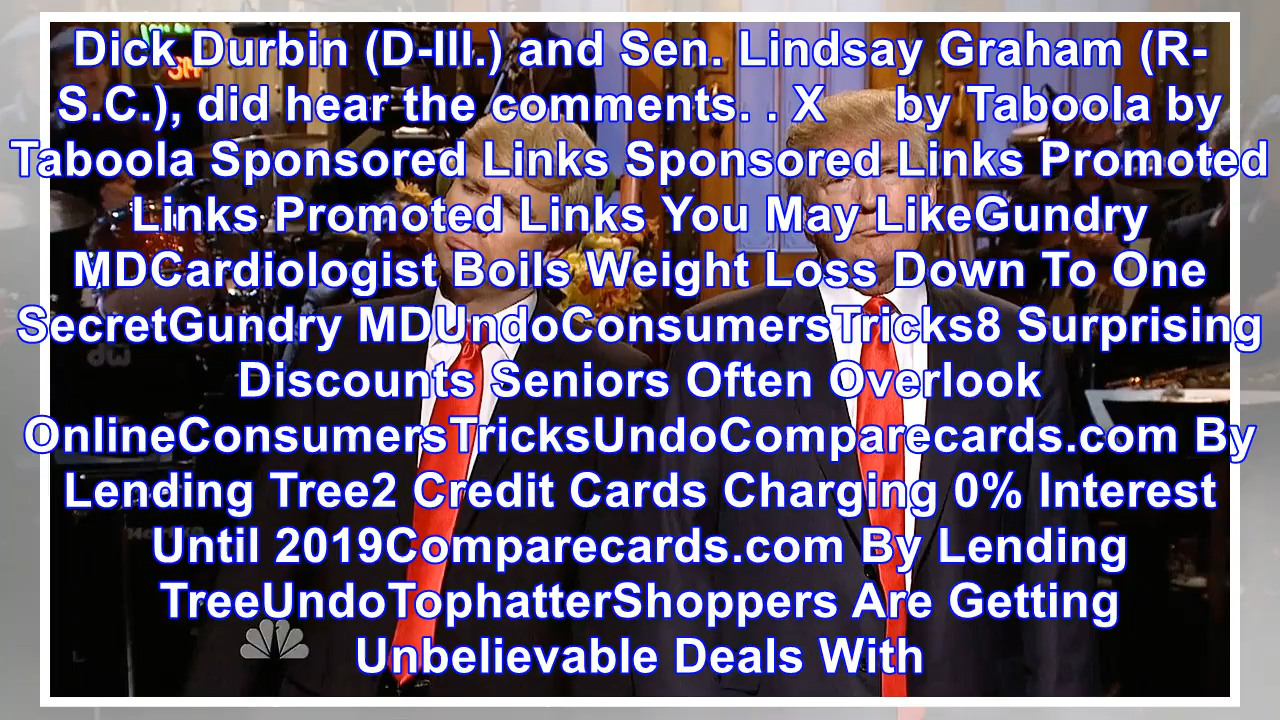 Dick Durbin (D-Ill.) and Sen. Lindsay Graham (R-
S.C.), did hear the comments. . X by Taboola by
Taboola Sponsored Links Sponsored Links Promoted
Links Promoted Links You May LikeGundry
MDCardiologist Boils Weight Loss Down To One
SecretGundry MDUndoConsumersTricks8 Surprising
Discounts Seniors Often Overlook
OnlineConsumersTricksUndoComparecards.com By
Lending Tree2 Credit Cards Charging 0% Interest
Until 2019Comparecards.com By Lending
TreeUndoTophatterShoppers Are Getting
Unbelievable Deals With